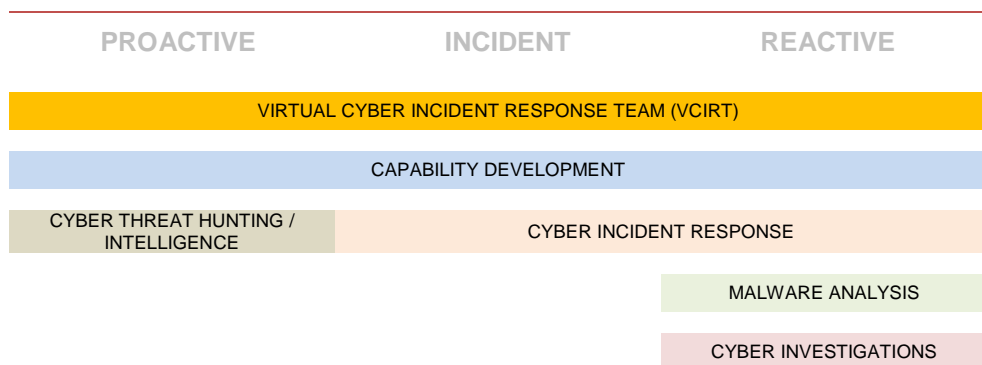 PROACTIVE INCIDENT REACTIVE
VIRTUAL CYBER INCIDENT RESPONSE TEAM (VCIRT)
CAPABILITY DEVELOPMENT
CYBER THREAT HUNTING /
INTELLIGENCE
CYBER INCIDENT RESPONSE
MALWARE ANALYSIS
CYBER INVESTIGATIONS